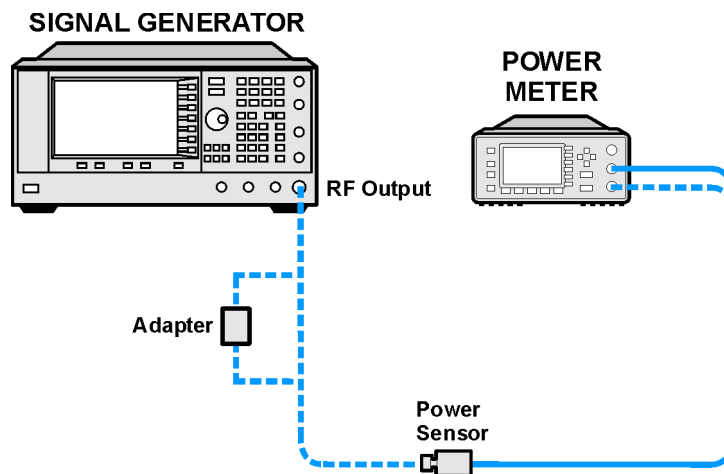 SIGNAL GENERATOR
POWER
METER
RF Output
Adapter
Power
Sensor